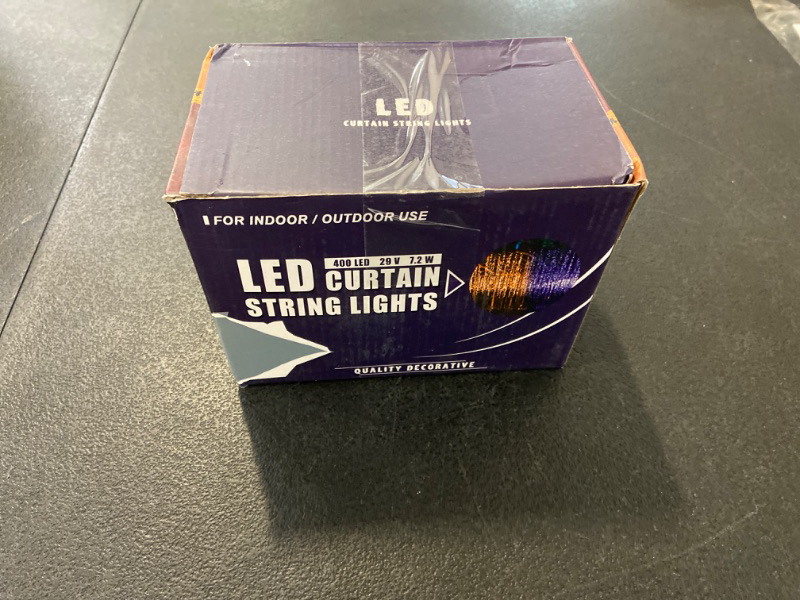 LED
CURTAIN STRING LIGHTS
FOR INDOOR / OUTDOOR USE
400 LED 29 V 7.2 W
LED CURTAIN
STRING LIGHTS
QUALITY DECORATIVE